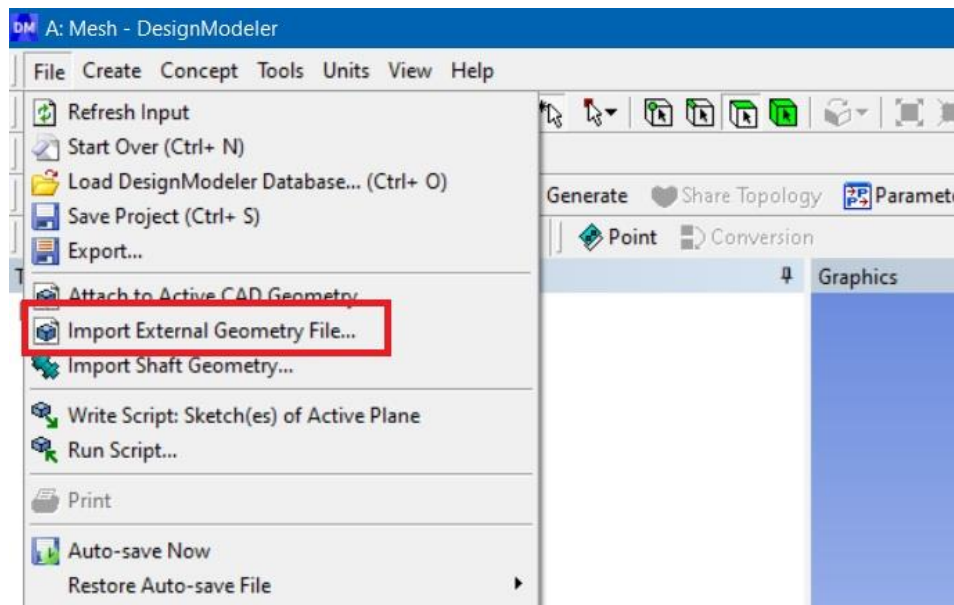 DM A: Mesh - DesignModeler
File Create Concept Tools Units View Help
Refresh Input
Start Over (Ctrl+ N)
Load DesignModeler Database... (Ctrl+ O)
Generate Share Topology Paramet
Save Project (Ctrl+ S)
Export...
Point Conversion
T
Graphics
Attach to Active CAD Geometry
Import External Geometry File...
Import Shaft Geometry...
Write Script: Sketch(es) of Active Plane
Run Script...
Print
Auto-save Now
Restore Auto-save File